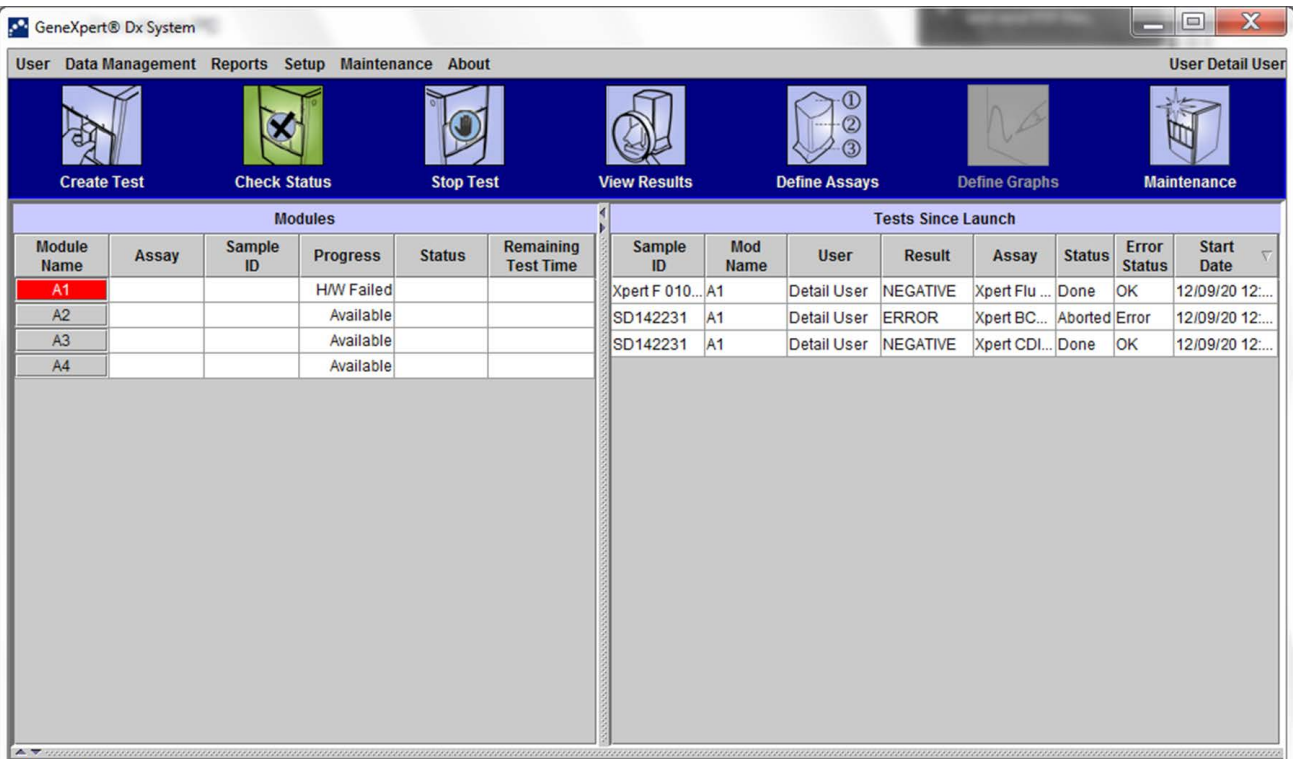 GeneXpert® Dx System
User Data Management Reports Setup Maintenance About User Detail User
Create Test Check Status Stop Test View Results Define Assays Define Graphs Maintenance
Modules
Module Name Assay Sample ID Progress Status Remaining Test Time
A1 H/W Failed
A2 Available
A3 Available
A4 Available
Tests Since Launch
Sample ID Mod Name User Result Assay Status Error Status Start Date
Xpert F 010... A1 Detail User NEGATIVE Xpert Flu ... Done OK 12/09/20 12:...
SD142231 A1 Detail User ERROR Xpert BC... Aborted Error 12/09/20 12:...
SD142231 A1 Detail User NEGATIVE Xpert CDI... Done OK 12/09/20 12:...